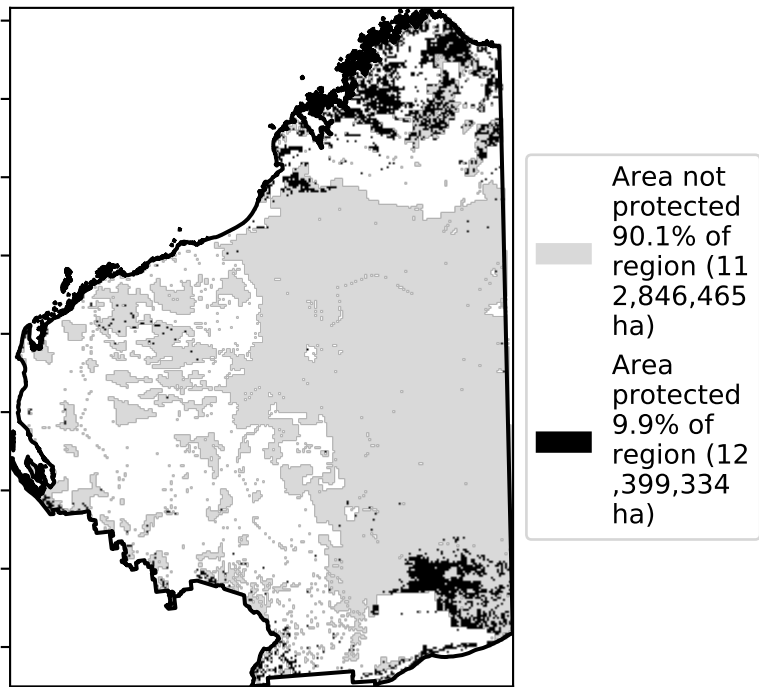 Area not
protected
90.1% of
region (11
2,846,465
ha)
Area
protected
9.9% of
region (12
,399,334
ha)